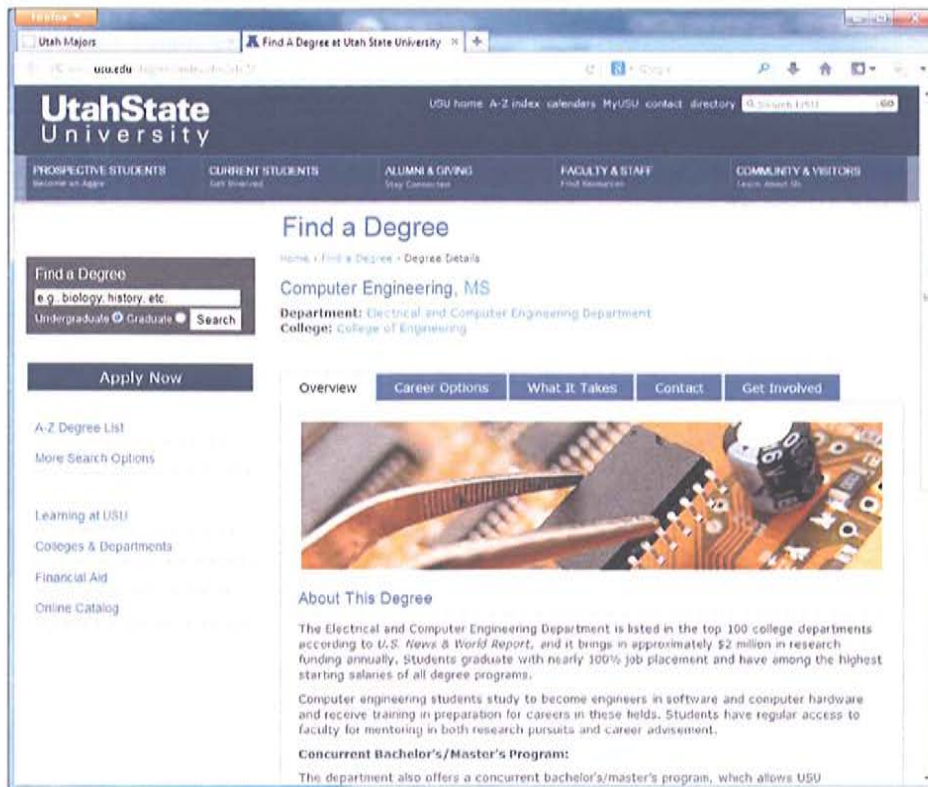 Firefox
Utah Majors
Find A Degree at Utah State University × +
usu.edu
UtahState
University
USU home A-Z index calendars MyUSU contact directory
GO
PROSPECTIVE STUDENTS
Become an Aggie
CURRENT STUDENTS
Get Involved
ALUMNI & GIVING
Stay Connected
FACULTY & STAFF
Find Resources
COMMUNITY & VISITORS
Learn About Us
Find a Degree
Home › Find a Degree › Degree Details
Find a Degree
e.g., biology, history, etc.
Undergraduate Graduate Search
Computer Engineering, MS
Department: Electrical and Computer Engineering Department
College: College of Engineering
Apply Now
A-Z Degree List
More Search Options
Learning at USU
Colleges & Departments
Financial Aid
Online Catalog
Overview Career Options What It Takes Contact Get Involved
About This Degree
The Electrical and Computer Engineering Department is listed in the top 100 college departments
according to U.S. News & World Report, and it brings in approximately $2 million in research
funding annually. Students graduate with nearly 100% job placement and have among the highest
starting salaries of all degree programs.
Computer engineering students study to become engineers in software and computer hardware
and receive training in preparation for careers in these fields. Students have regular access to
faculty for mentoring in both research pursuits and career advisement.
Concurrent Bachelor's/Master's Program:
The department also offers a concurrent bachelor's/master's program, which allows USU